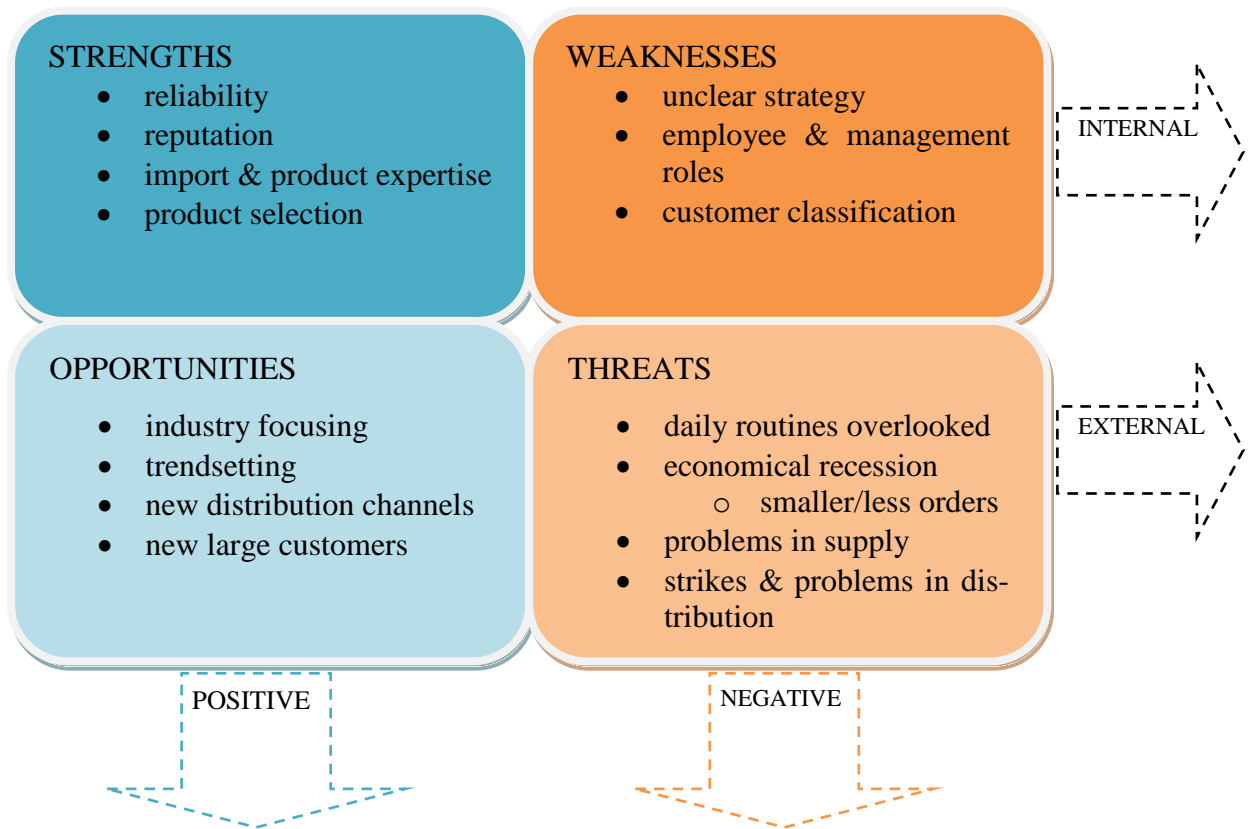 STRENGTHS
• reliability
• reputation
• import & product expertise
• product selection
WEAKNESSES
• unclear strategy
• employee & management
roles
• customer classification
INTERNAL
OPPORTUNITIES
• industry focusing
• trendsetting
• new distribution channels
• new large customers
THREATS
• daily routines overlooked
• economical recession
o smaller/less orders
• problems in supply
• strikes & problems in dis-
tribution
EXTERNAL
POSITIVE
NEGATIVE